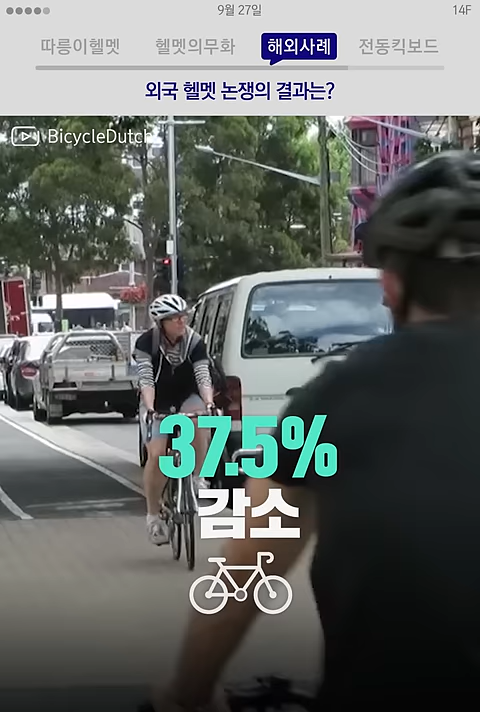 9월 27일
14F
따릉이헬멧
헬멧의무화
해외사례
전동킥보드
외국 헬멧 논쟁의 결과는?
BicycleDutch
37.5%
감소